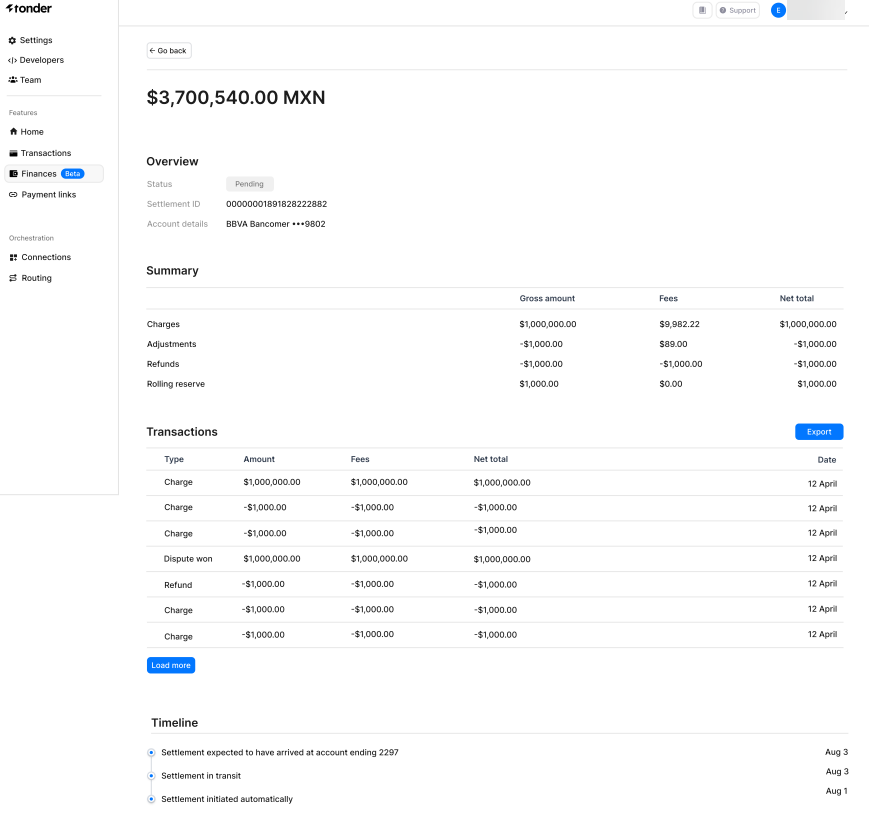 tonder
Support
E
Settings
Developers
Team
Features
Home
Transactions
Finances Beta
Payment links
Orchestration
Connections
Routing
← Go back
$3,700,540.00 MXN
Overview
Status Pending
Settlement ID 00000001891828222882
Account details BBVA Bancomer •••9802
Summary
Gross amount Fees Net total
Charges $1,000,000.00 $9,982.22 $1,000,000.00
Adjustments -$1,000.00 $89.00 -$1,000.00
Refunds -$1,000.00 -$1,000.00 -$1,000.00
Rolling reserve $1,000.00 $0.00 $1,000.00
Transactions Export
Type Amount Fees Net total Date
Charge $1,000,000.00 $1,000,000.00 $1,000,000.00 12 April
Charge -$1,000.00 -$1,000.00 -$1,000.00 12 April
Charge -$1,000.00 -$1,000.00 -$1,000.00 12 April
Dispute won $1,000,000.00 $1,000,000.00 $1,000,000.00 12 April
Refund -$1,000.00 -$1,000.00 -$1,000.00 12 April
Charge -$1,000.00 -$1,000.00 -$1,000.00 12 April
Charge -$1,000.00 -$1,000.00 -$1,000.00 12 April
Load more
Timeline
Settlement expected to have arrived at account ending 2297 Aug 3
Settlement in transit Aug 3
Settlement initiated automatically Aug 1